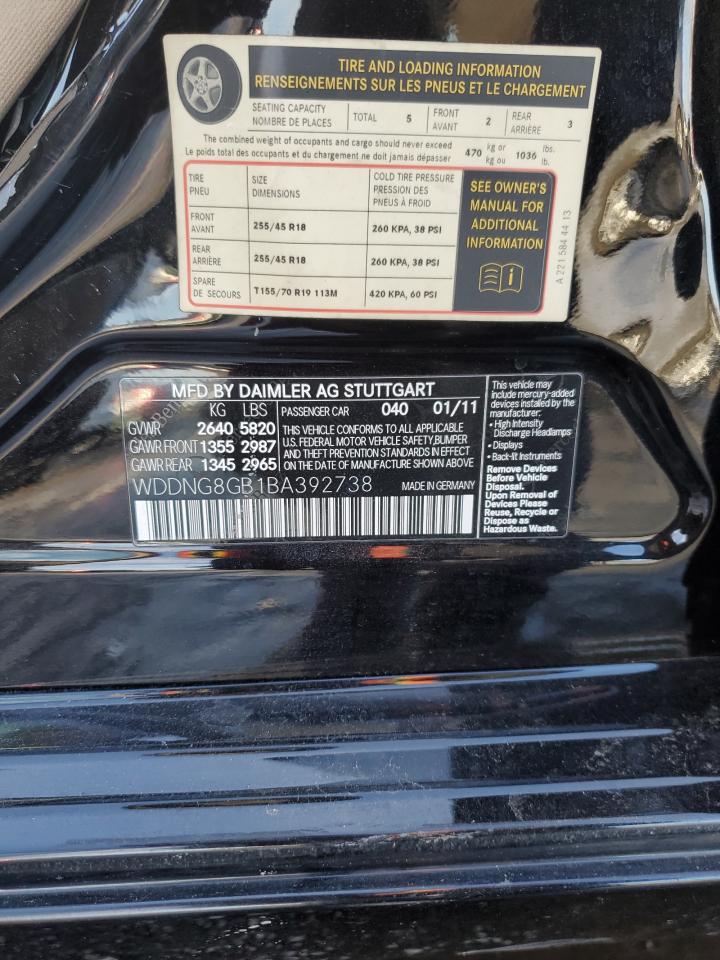 TIRE AND LOADING INFORMATION
RENSEIGNEMENTS SUR LES PNEUS ET LE CHARGEMENT
SEATING CAPACITY
NOMBRE DE PLACES
TOTAL 5
FRONT
AVANT
2
REAR
ARRIÈRE
3
The combined weight of occupants and cargo should never exceed
Le poids total des occupants et du chargement ne doit jamais dépasser
470 kg or
kg ou
1036 lbs.
lb.
TIRE
PNEU
SIZE
DIMENSIONS
COLD TIRE PRESSURE
PRESSION DES
PNEUS À FROID
FRONT
AVANT
255/45 R18
260 KPA, 38 PSI
REAR
ARRIÈRE
255/45 R18
260 KPA, 38 PSI
SPARE
DE SECOURS
T155/70 R19 113M
420 KPA, 60 PSI
SEE OWNER'S
MANUAL FOR
ADDITIONAL
INFORMATION
A 221 584 44 13
MFD BY DAIMLER AG STUTTGART
KG LBS
GVWR 2640 5820
GAWR FRONT 1355 2987
GAWR REAR 1345 2965
PASSENGER CAR 040 01/11
THIS VEHICLE CONFORMS TO ALL APPLICABLE
U.S. FEDERAL MOTOR VEHICLE SAFETY, BUMPER
AND THEFT PREVENTION STANDARDS IN EFFECT
ON THE DATE OF MANUFACTURE SHOWN ABOVE.
WDDNG8GB1BA392738
MADE IN GERMANY
This vehicle may
include mercury-added
devices installed by the
manufacturer:
• High Intensity
Discharge Headlamps
• Displays
• Back-lit Instruments
Remove Devices
Before Vehicle
Disposal.
Upon Removal of
Devices Please
Reuse, Recycle or
Dispose as
Hazardous Waste.